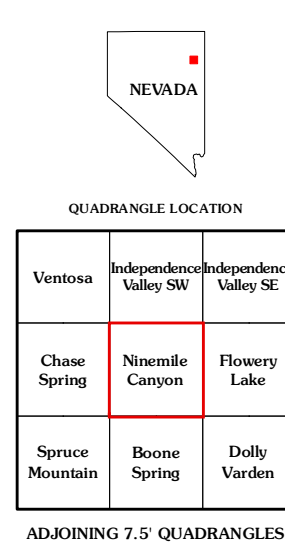 NEVADA
QUADRANGLE LOCATION
Ventosa
Independence
Valley SW
Independenc
Valley SE
Chase
Spring
Ninemile
Canyon
Flowery
Lake
Spruce
Mountain
Boone
Spring
Dolly
Varden
ADJOINING 7.5' QUADRANGLES